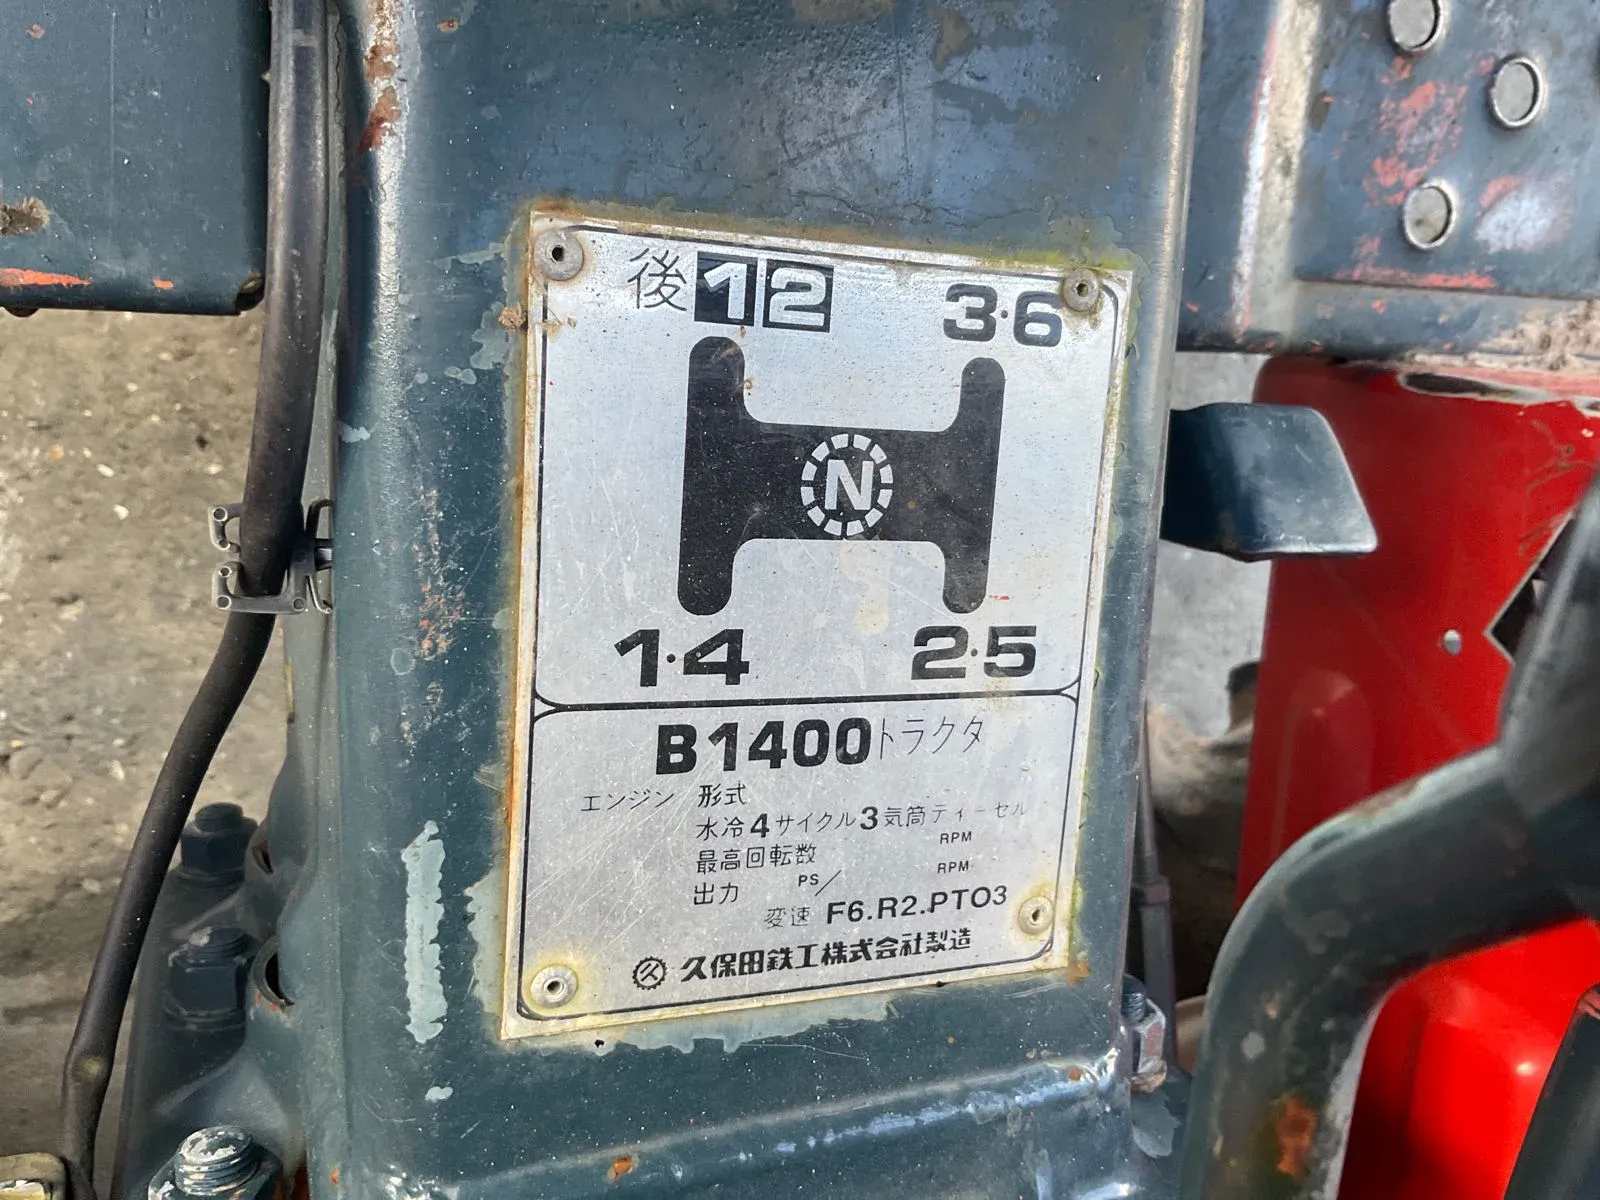 後 1 2 3·6
N
1·4 2·5
B1400トラクタ
エンジン 形式
水冷4サイクル3気筒ディーゼル
最高回転数 RPM
出力 PS/ RPM
変速 F6.R2.PTO3
久保田鉄工株式会社製造